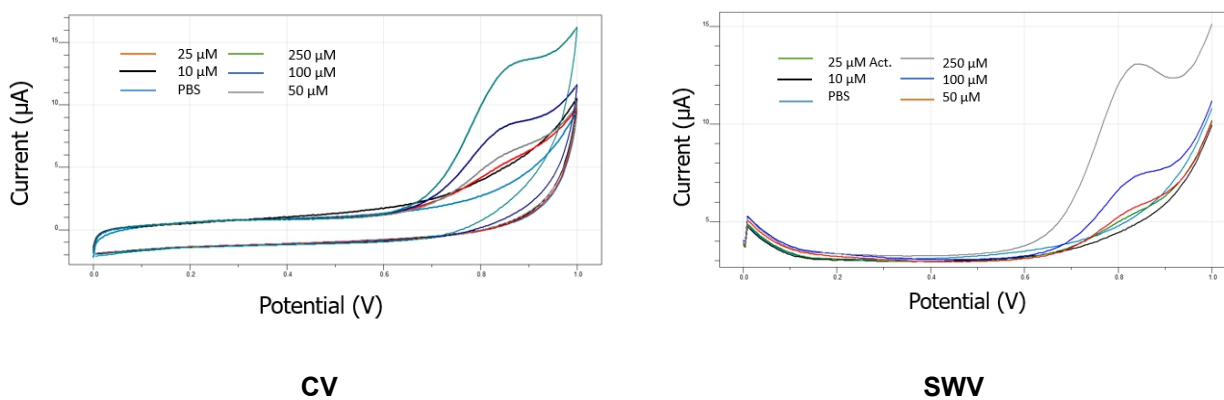 15
10
5
0
Current (µA)
25 µM 250 µM
10 µM 100 µM
PBS 50 µM
0.0 0.2 0.4 0.6 0.8 1.0
Potential (V)
CV
15
10
5
Current (µA)
25 µM Act. 250 µM
10 µM 100 µM
PBS 50 µM
0.0 0.2 0.4 0.6 0.8 1.0
Potential (V)
SWV